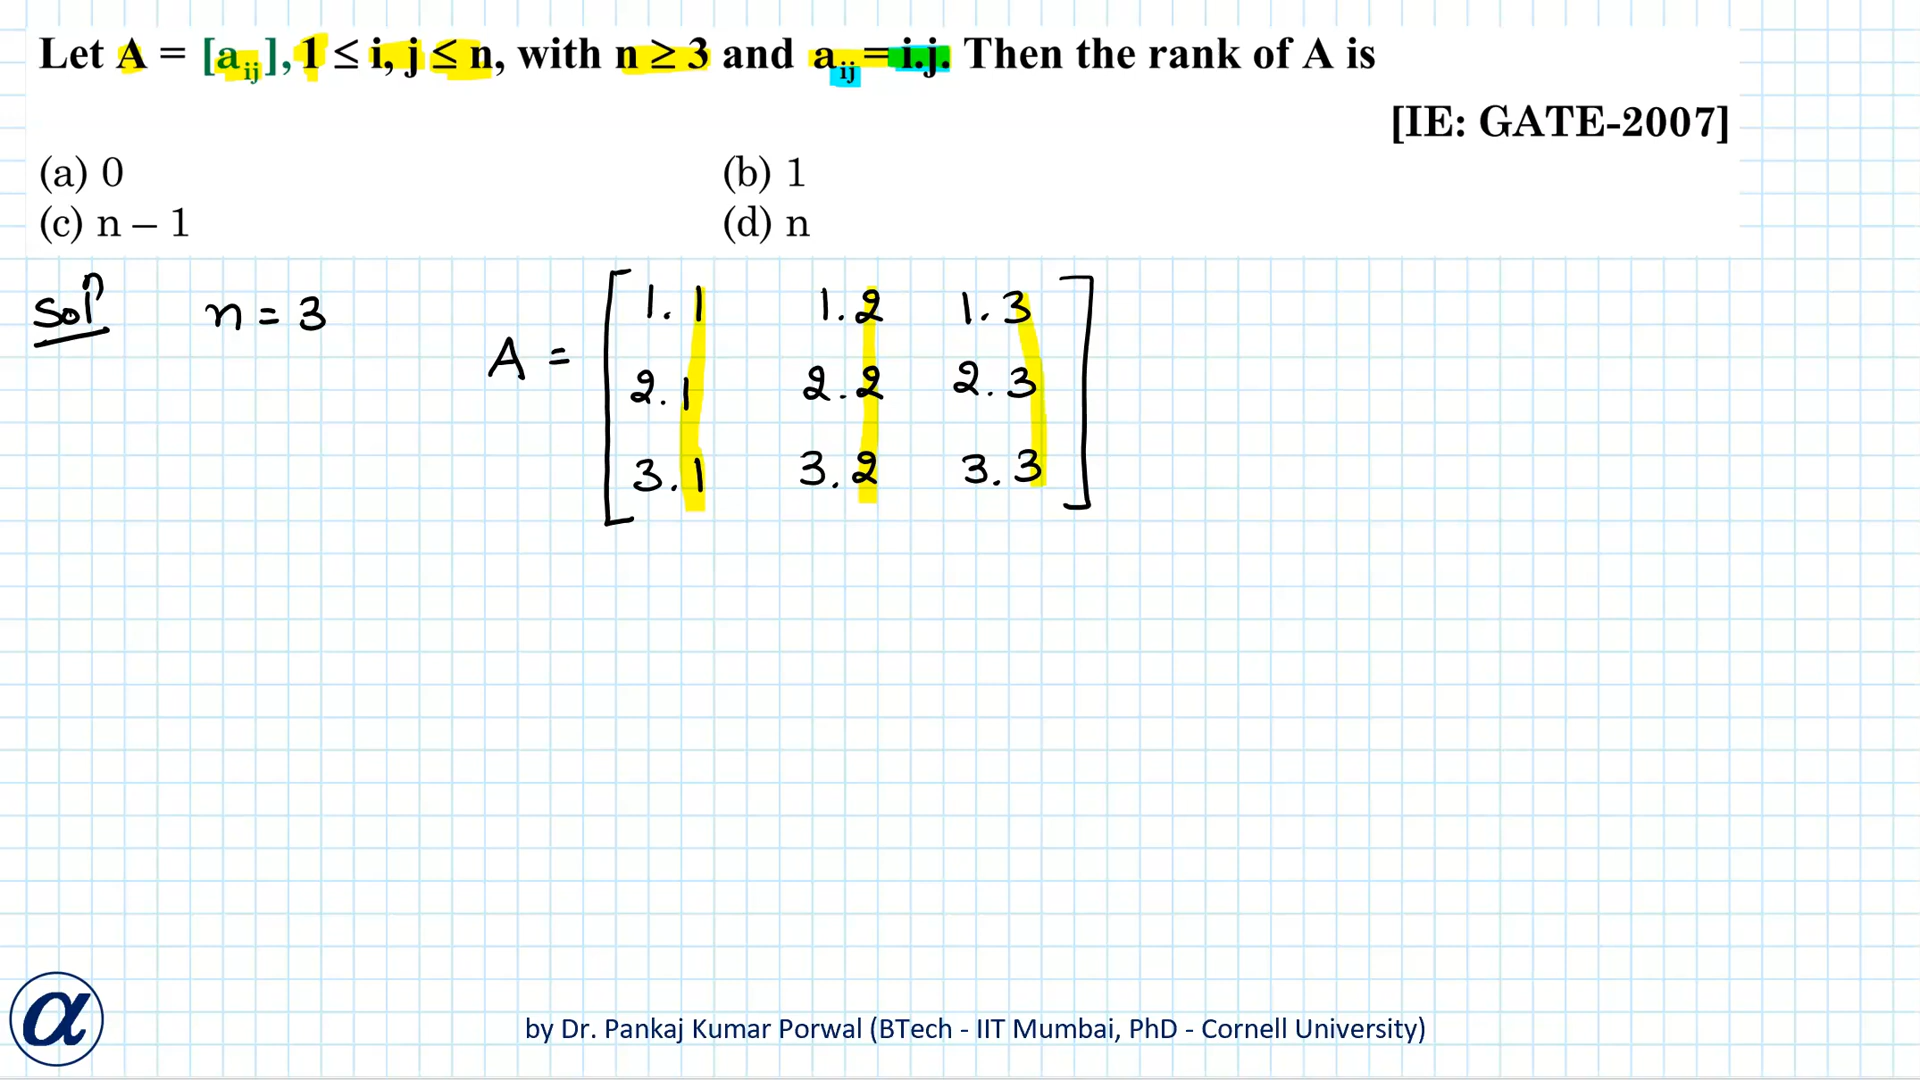 Let A = [aij], 1 ≤ i, j ≤ n, with n ≥ 3 and aij = i.j. Then the rank of A is
[IE: GATE-2007]
(a) 0 (b) 1
(c) n – 1 (d) n
Solⁿ n = 3
A =
1.1 1.2 1.3
2.1 2.2 2.3
3.1 3.2 3.3
α
by Dr. Pankaj Kumar Porwal (BTech - IIT Mumbai, PhD - Cornell University)